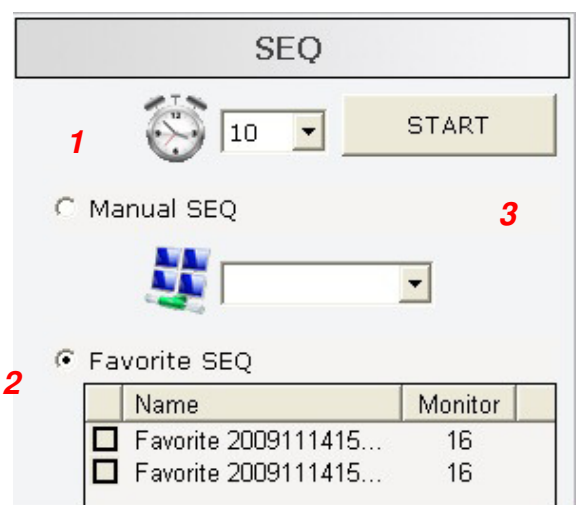 SEQ
1
10
START
Manual SEQ
3
Favorite SEQ
2
Name Monitor
Favorite 2009111415... 16
Favorite 2009111415... 16